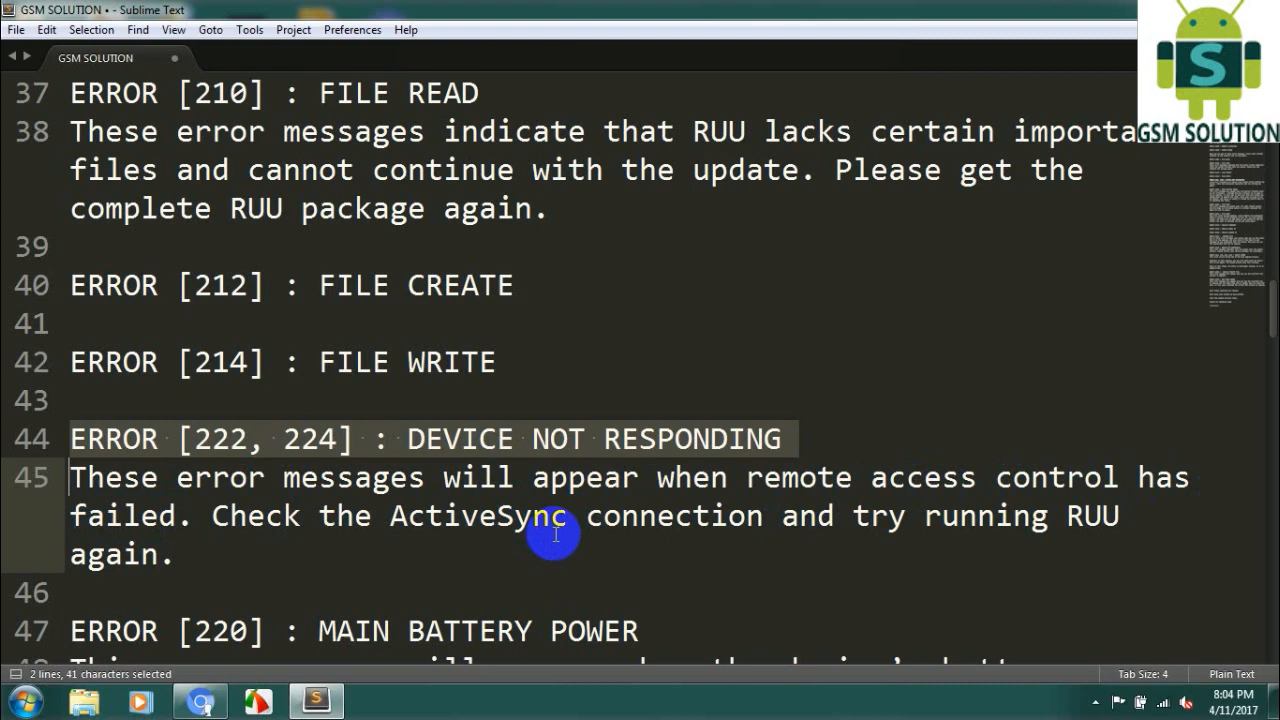 GSM SOLUTION • - Sublime Text
File Edit Selection Find View Goto Tools Project Preferences Help
GSM SOLUTION
S
GSM SOLUTION
37 ERROR [210] : FILE READ
38 These error messages indicate that RUU lacks certain importa
files and cannot continue with the update. Please get the
complete RUU package again.
39
40 ERROR [212] : FILE CREATE
41
42 ERROR [214] : FILE WRITE
43
44 ERROR [222, 224] : DEVICE NOT RESPONDING
45 These error messages will appear when remote access control has
failed. Check the ActiveSync connection and try running RUU
again.
46
47 ERROR [220] : MAIN BATTERY POWER
2 lines, 41 characters selected
Tab Size: 4 Plain Text
S
8:04 PM
4/11/2017